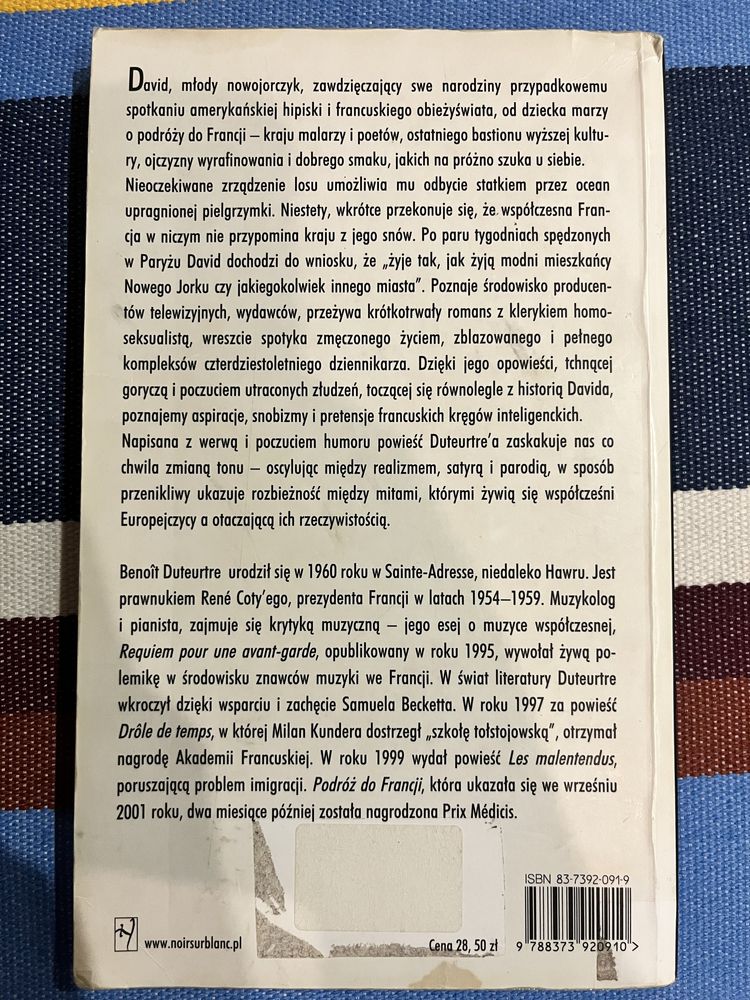 David, młody nowojorczyk, zawdzięczający swe narodziny przypadkowemu
spotkaniu amerykańskiej hipiski i francuskiego obieżyświata, od dziecka marzy
o podróży do Francji – kraju malarzy i poetów, ostatniego bastionu wyższej kultu-
ry, ojczyzny wyrafinowania i dobrego smaku, jakich na próżno szuka u siebie.
Nieoczekiwane zrządzenie losu umożliwia mu odbycie statkiem przez ocean
upragnionej pielgrzymki. Niestety, wkrótce przekonuje się, że współczesna Fran-
cja w niczym nie przypomina kraju z jego snów. Po paru tygodniach spędzonych
w Paryżu David dochodzi do wniosku, że „żyje tak, jak żyją modni mieszkańcy
Nowego Jorku czy jakiegokolwiek innego miasta”. Poznaje środowisko producen-
tów telewizyjnych, wydawców, przeżywa krótkotrwały romans z klerykiem homo-
seksualistą, wreszcie spotyka zmęczonego życiem, zblazowanego i pełnego
kompleksów czterdziestoletniego dziennikarza. Dzięki jego opowieści, tchnącej
goryczą i poczuciem utraconych złudzeń, toczącej się równolegle z historią Davida,
poznajemy aspiracje, snobizmy i pretensje francuskich kręgów inteligenckich.
Napisana z werwą i poczuciem humoru powieść Duteurtre’a zaskakuje nas co
chwila zmianą tonu – oscylując między realizmem, satyrą i parodią, w sposób
przenikliwy ukazuje rozbieżność między mitami, którymi żywią się współcześni
Europejczycy a otaczającą ich rzeczywistością.
Benoît Duteurtre urodził się w 1960 roku w Sainte-Adresse, niedaleko Hawru. Jest
prawnukiem René Coty’ego, prezydenta Francji w latach 1954–1959. Muzykolog
i pianista, zajmuje się krytyką muzyczną – jego esej o muzyce współczesnej,
Requiem pour une avant-garde, opublikowany w roku 1995, wywołał żywą po-
lemikę w środowisku znawców muzyki we Francji. W świat literatury Duteurtre
wkroczył dzięki wsparciu i zachęcie Samuela Becketta. W roku 1997 za powieść
Drôle de temps, w której Milan Kundera dostrzegł „szkołę tołstojowską”, otrzymał
nagrodę Akademii Francuskiej. W roku 1999 wydał powieść Les malentendus,
poruszającą problem imigracji. Podróż do Francji, która ukazała się we wrześniu
2001 roku, dwa miesiące później została nagrodzona Prix Médicis.
ISBN 83-7392-091-9
www.noirsurblanc.pl
Cena 28, 50 zł
9 788373 920910 >